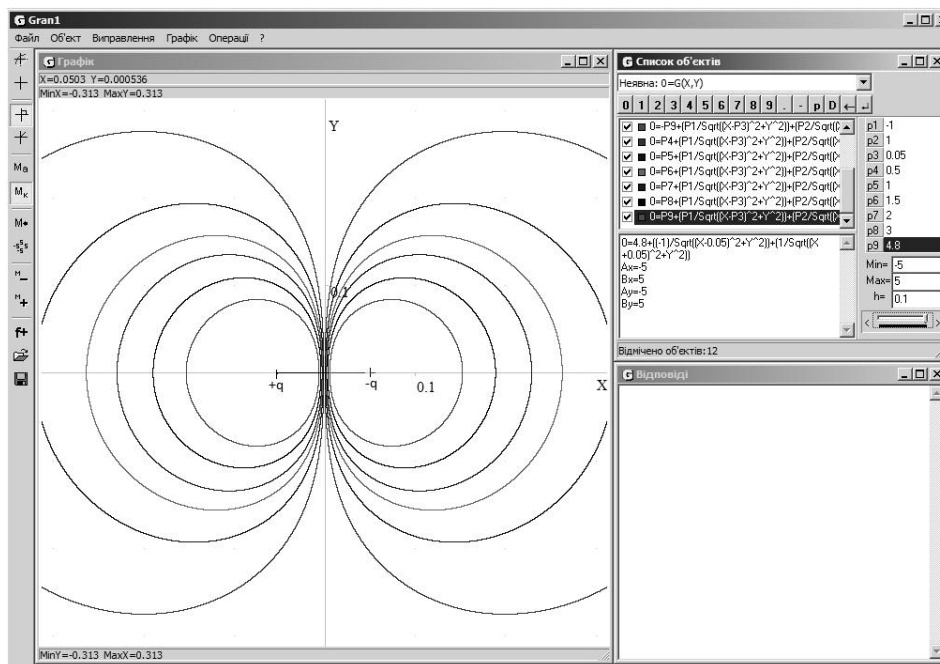 Gran1
Файл Об'єкт Виправлення Графік Операції ?
Графік
X=0.0503 Y=0.000536
MinX=-0.313 MaxY=0.313
Y
0.1
+q
-q
0.1
X
MinY=-0.313 MaxX=0.313
Список об'єктів
Неявна: 0=G(X,Y)
0 1 2 3 4 5 6 7 8 9 . - p D ← ↲
0=-P9+(P1/Sqrt((X-P3)^2+Y^2))+(P2/Sqrt((X
0=P4+(P1/Sqrt((X-P3)^2+Y^2))+(P2/Sqrt((X
0=P5+(P1/Sqrt((X-P3)^2+Y^2))+(P2/Sqrt((X
0=P6+(P1/Sqrt((X-P3)^2+Y^2))+(P2/Sqrt((X
0=P7+(P1/Sqrt((X-P3)^2+Y^2))+(P2/Sqrt((X
0=P8+(P1/Sqrt((X-P3)^2+Y^2))+(P2/Sqrt((X
0=P9+(P1/Sqrt((X-P3)^2+Y^2))+(P2/Sqrt((X
p1 -1
p2 1
p3 0.05
p4 0.5
p5 1
p6 1.5
p7 2
p8 3
p9 4.8
0=4.8+((-1)/Sqrt((X-0.05)^2+Y^2))+(1/Sqrt((X
+0.05)^2+Y^2))
Ax=-5
Bx=5
Ay=-5
By=5
Min= -5
Max= 5
h= 0.1
Відмічено об'єктів:12
Відповіді
Ma
Mк
M
M
M
f+